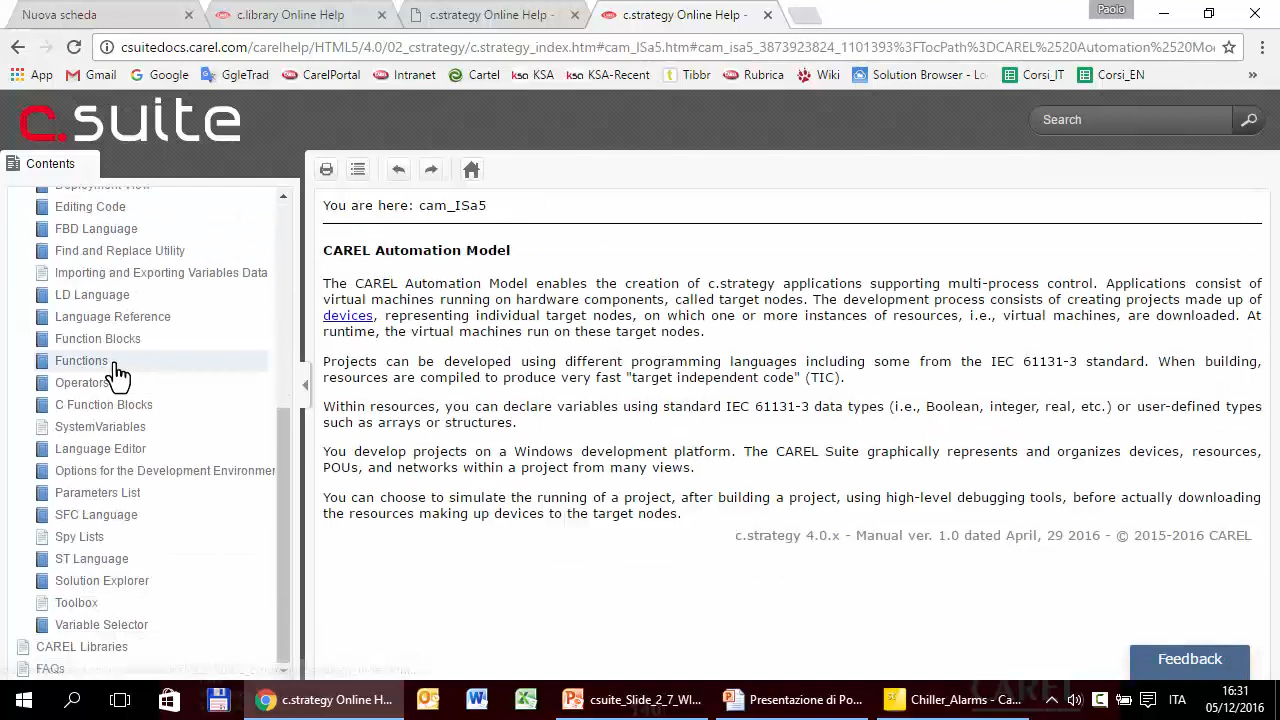 Nuova scheda
c.library Online Help
c.strategy Online Help -
c.strategy Online Help -
Paolo
csuitedocs.carel.com/carelhelp/HTML5/4.0/02_cstrategy/c.strategy_index.htm#cam_ISa5.htm#cam_isa5_3873923824_1101393%3FTocPath%3DCAREL%2520Automation%2520Mod
App
Gmail
Google
GgleTrad
CarelPortal
Intranet
Cartel
KSA
KSA-Recent
Tibbr
Rubrica
Wiki
Solution Browser - Lo
Corsi_IT
Corsi_EN
»
c.suite
Search
Contents
Deployment View
Editing Code
FBD Language
Find and Replace Utility
Importing and Exporting Variables Data
LD Language
Language Reference
Function Blocks
Functions
Operators
C Function Blocks
SystemVariables
Language Editor
Options for the Development Environmen
Parameters List
SFC Language
Spy Lists
ST Language
Solution Explorer
Toolbox
Variable Selector
CAREL Libraries
FAQs
You are here: cam_ISa5
CAREL Automation Model
The CAREL Automation Model enables the creation of c.strategy applications supporting multi-process control. Applications consist of
virtual machines running on hardware components, called target nodes. The development process consists of creating projects made up of
devices, representing individual target nodes, on which one or more instances of resources, i.e., virtual machines, are downloaded. At
runtime, the virtual machines run on these target nodes.
Projects can be developed using different programming languages including some from the IEC 61131-3 standard. When building,
resources are compiled to produce very fast "target independent code" (TIC).
Within resources, you can declare variables using standard IEC 61131-3 data types (i.e., Boolean, integer, real, etc.) or user-defined types
such as arrays or structures.
You develop projects on a Windows development platform. The CAREL Suite graphically represents and organizes devices, resources,
POUs, and networks within a project from many views.
You can choose to simulate the running of a project, after building a project, using high-level debugging tools, before actually downloading
the resources making up devices to the target nodes.
c.strategy 4.0.x - Manual ver. 1.0 dated April, 29 2016 - © 2015-2016 CAREL
Feedback
c.strategy Online H...
csuite_Slide_2_7_WI...
Presentazione di Po...
Chiller_Alarms - Ca...
ITA
16:31
05/12/2016